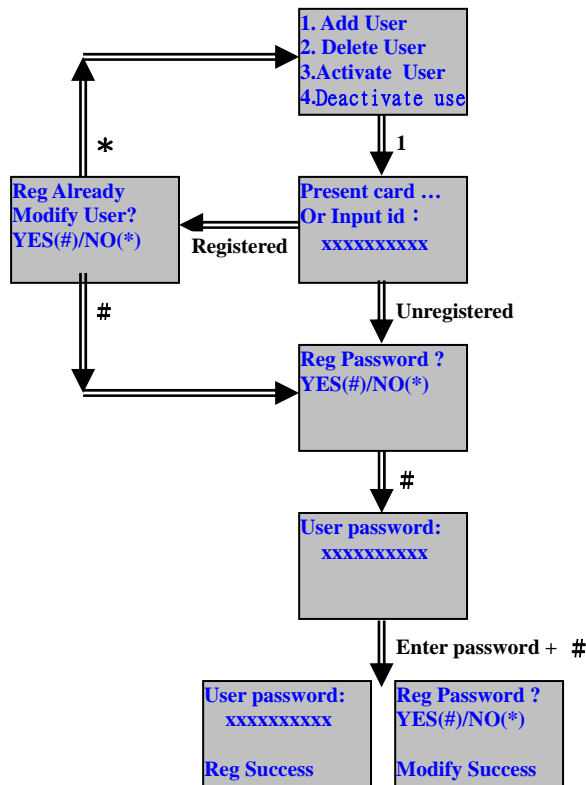 1. Add User
2. Delete User
3.Activate User
4.Deactivate use
*
1
Reg Already
Modify User?
YES(#)/NO(*)
Present card …
Or Input id：
xxxxxxxxxx
Registered
#
Unregistered
Reg Password ?
YES(#)/NO(*)
#
User password:
xxxxxxxxxx
Enter password + #
User password:
xxxxxxxxxx
Reg Success
Reg Password ?
YES(#)/NO(*)
Modify Success